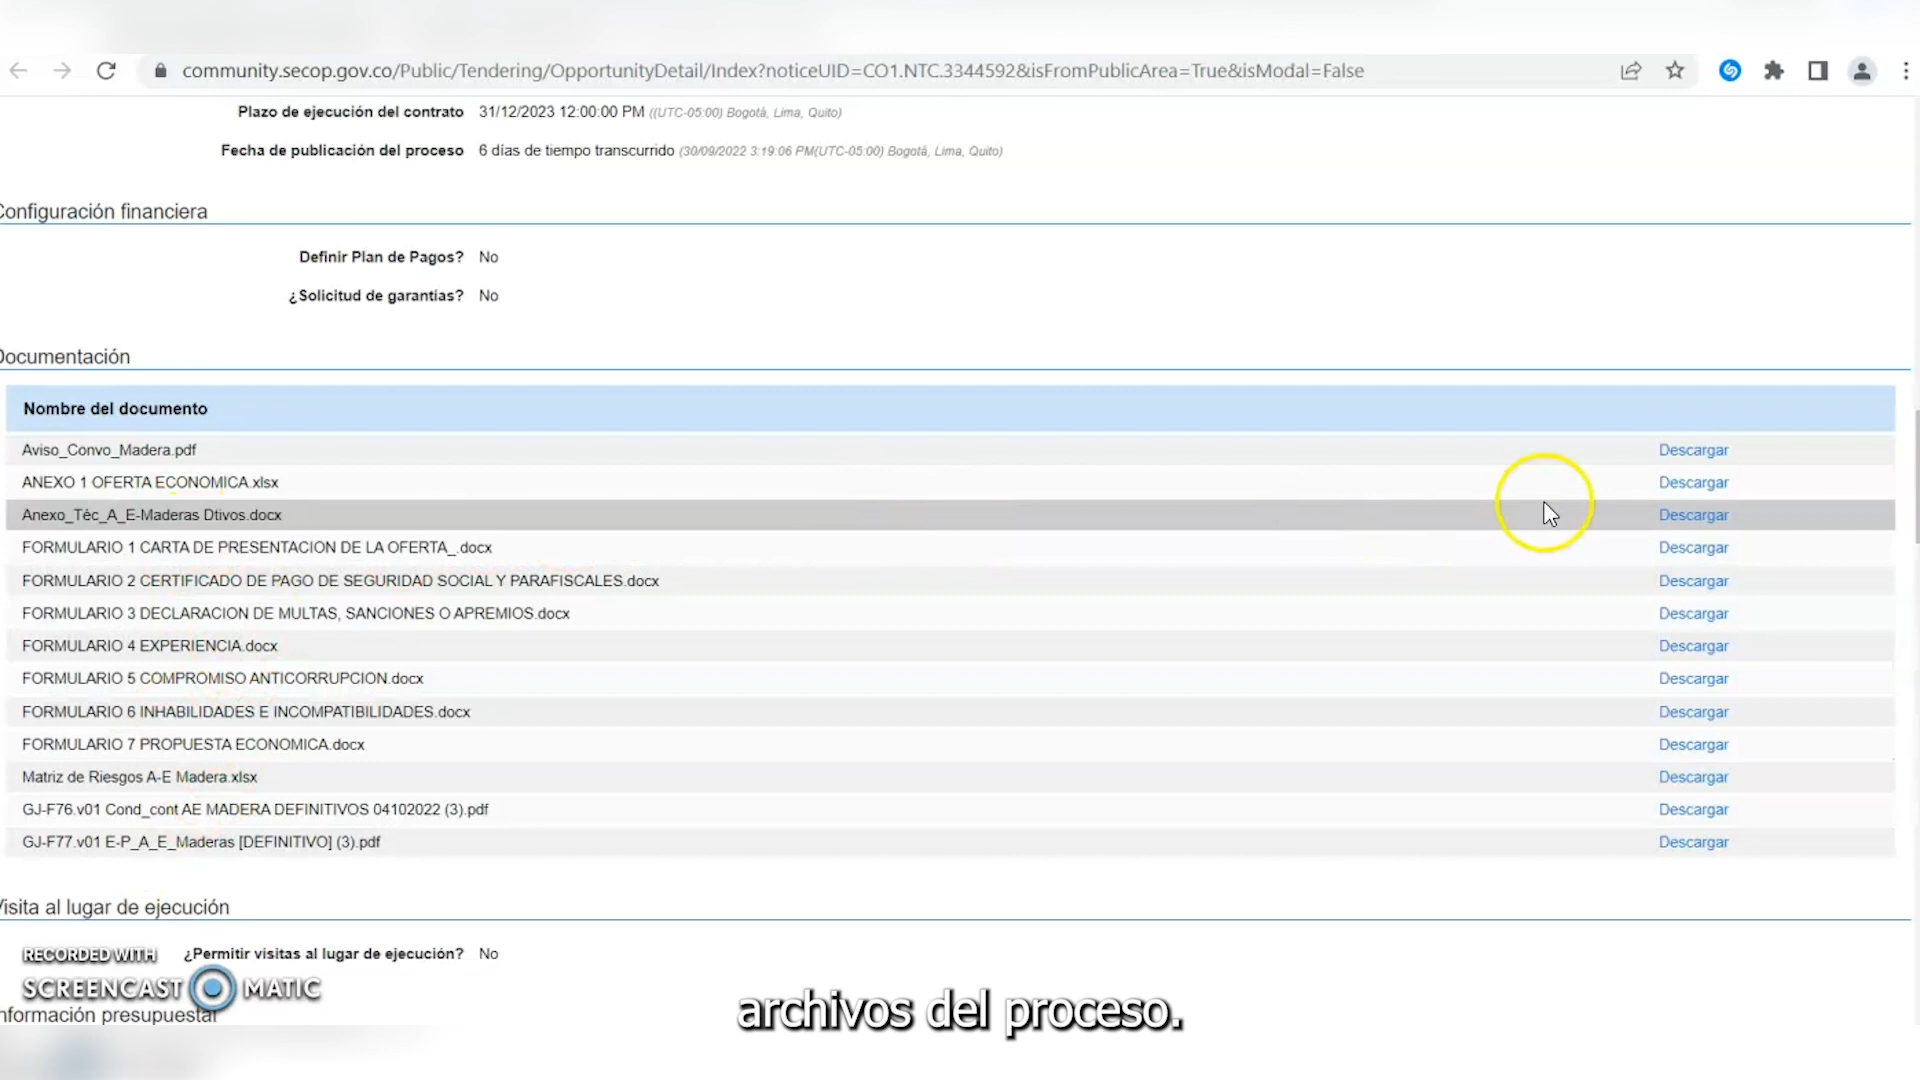 community.secop.gov.co/Public/Tendering/OpportunityDetail/Index?noticeUID=CO1.NTC.3344592&isFromPublicArea=True&isModal=False
Plazo de ejecución del contrato 31/12/2023 12:00:00 PM ((UTC-05:00) Bogotá, Lima, Quito)
Fecha de publicación del proceso 6 días de tiempo transcurrido (30/09/2022 3:19:06 PM(UTC-05:00) Bogotá, Lima, Quito)
Configuración financiera
Definir Plan de Pagos? No
¿Solicitud de garantías? No
Documentación
Nombre del documento
Aviso_Convo_Madera.pdf Descargar
ANEXO 1 OFERTA ECONOMICA.xlsx Descargar
Anexo_Téc_A_E-Maderas Dtivos.docx Descargar
FORMULARIO 1 CARTA DE PRESENTACION DE LA OFERTA_.docx Descargar
FORMULARIO 2 CERTIFICADO DE PAGO DE SEGURIDAD SOCIAL Y PARAFISCALES.docx Descargar
FORMULARIO 3 DECLARACION DE MULTAS, SANCIONES O APREMIOS.docx Descargar
FORMULARIO 4 EXPERIENCIA.docx Descargar
FORMULARIO 5 COMPROMISO ANTICORRUPCION.docx Descargar
FORMULARIO 6 INHABILIDADES E INCOMPATIBILIDADES.docx Descargar
FORMULARIO 7 PROPUESTA ECONOMICA.docx Descargar
Matriz de Riesgos A-E Madera.xlsx Descargar
GJ-F76.v01 Cond_cont AE MADERA DEFINITIVOS 04102022 (3).pdf Descargar
GJ-F77.v01 E-P_A_E_Maderas [DEFINITIVO] (3).pdf Descargar
Visita al lugar de ejecución
¿Permitir visitas al lugar de ejecución? No
RECORDED WITH
SCREENCAST MATIC
Información presupuestal
archivos del proceso.